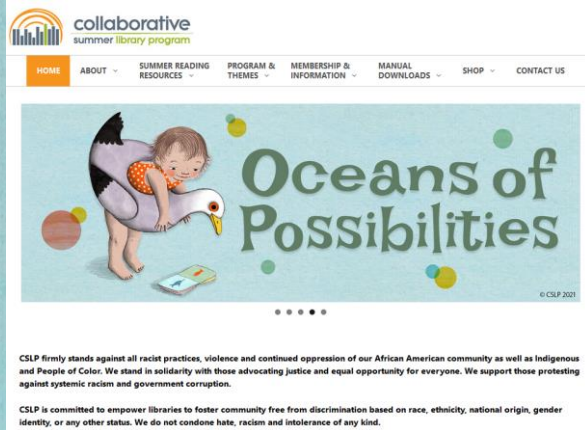 collaborative
summer library program
HOME
ABOUT
SUMMER READING
RESOURCES
PROGRAM &
THEMES
MEMBERSHIP &
INFORMATION
MANUAL
DOWNLOADS
SHOP
CONTACT US
Oceans of
Possibilities
© CSLP 2021
CSLP firmly stands against all racist practices, violence and continued oppression of our African American community as well as Indigenous
and People of Color. We stand in solidarity with those advocating justice and equal opportunity for everyone. We support those protesting
against systemic racism and government corruption.
CSLP is committed to empower libraries to foster community free from discrimination based on race, ethnicity, national origin, gender
identity, or any other status. We do not condone hate, racism and intolerance of any kind.